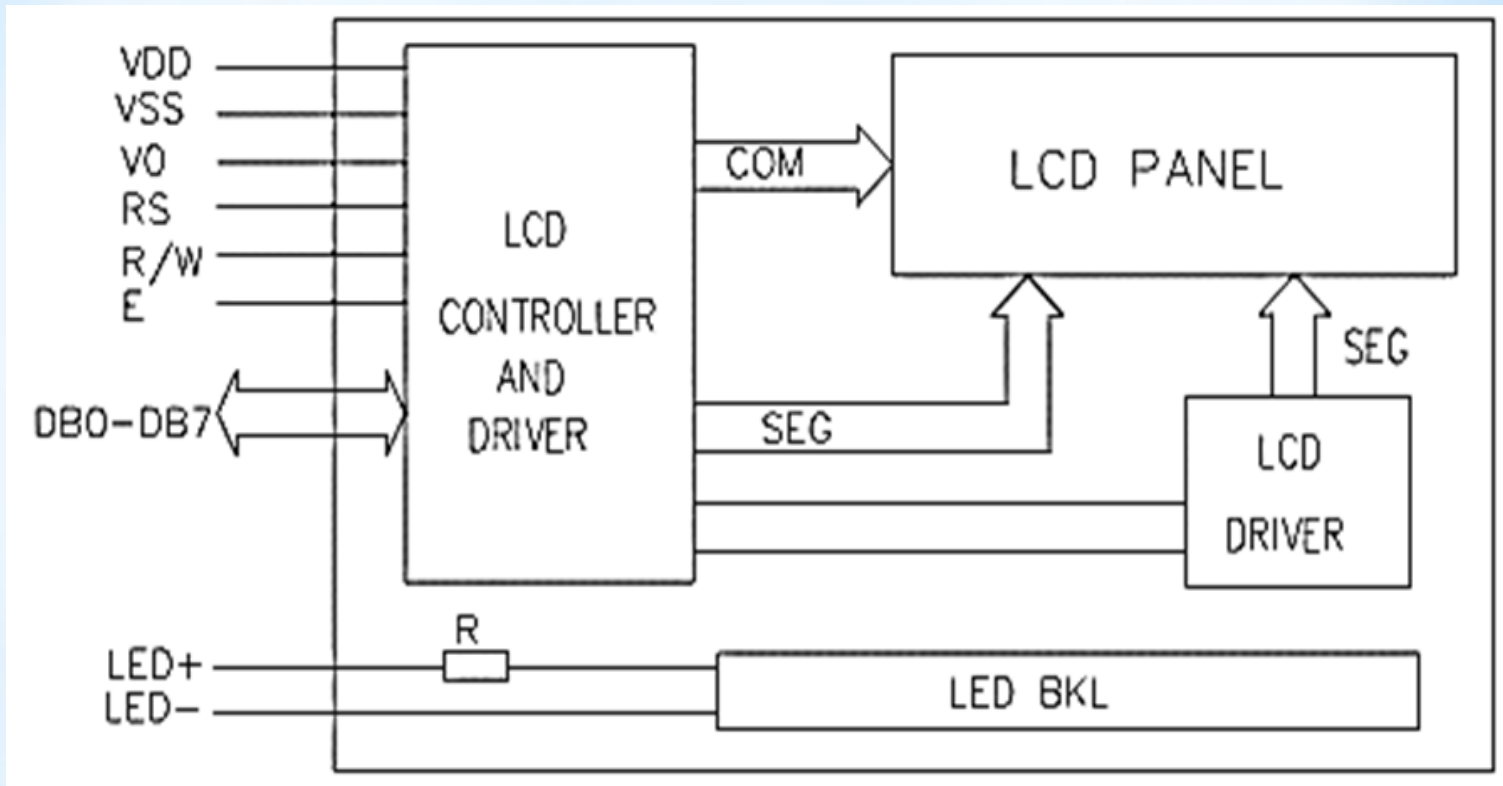 VDD
VSS
VO
RS
R/W
E
DB0-DB7
LED+
LED-
LCD
CONTROLLER
AND
DRIVER
COM
SEG
LCD PANEL
SEG
LCD
DRIVER
R
LED BKL